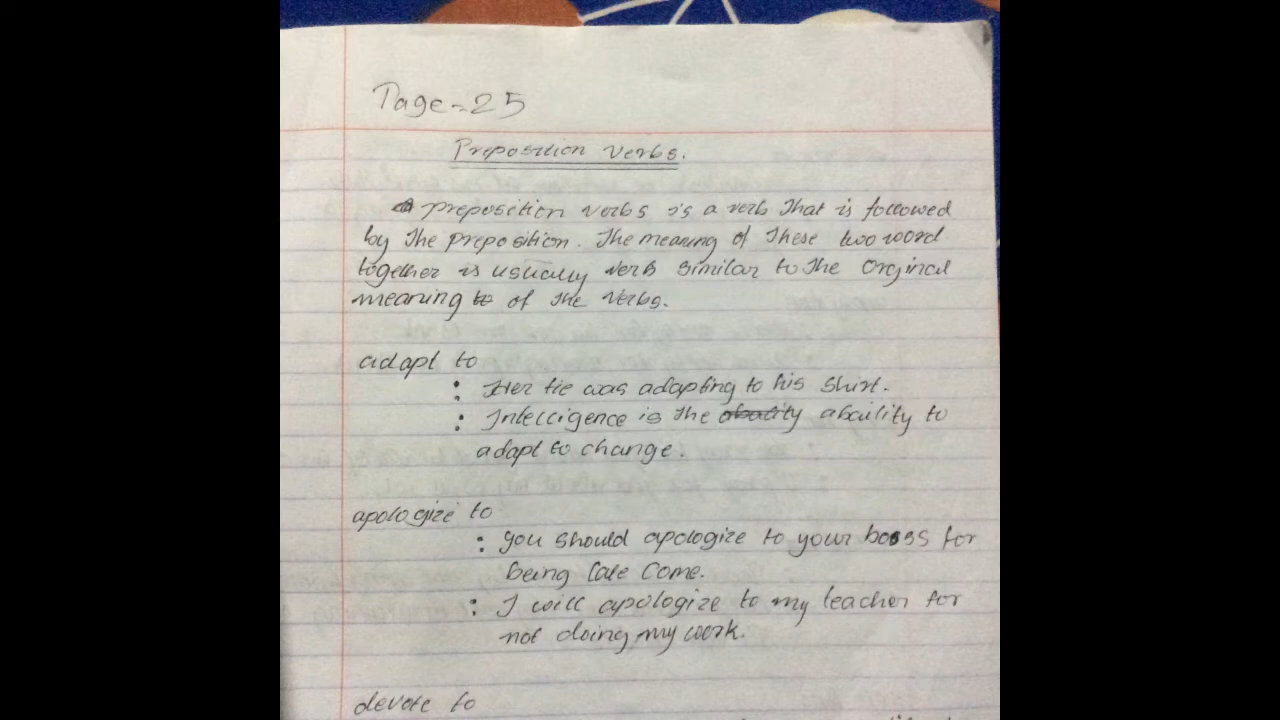 Page-25
Preposition verbs.
preposition verbs is a verb that is followed
by the preposition. The meaning of these two word
together is usually verb similar to the orginal
meaning of the verbs.
adapt to
: Her tie was adapting to his shirt.
: Intelligence is the abaility to
adapt to change.
apologize to
: you should apologize to your boss for
being late come.
: I will apologize to my teacher for
not doing my work.
devote to